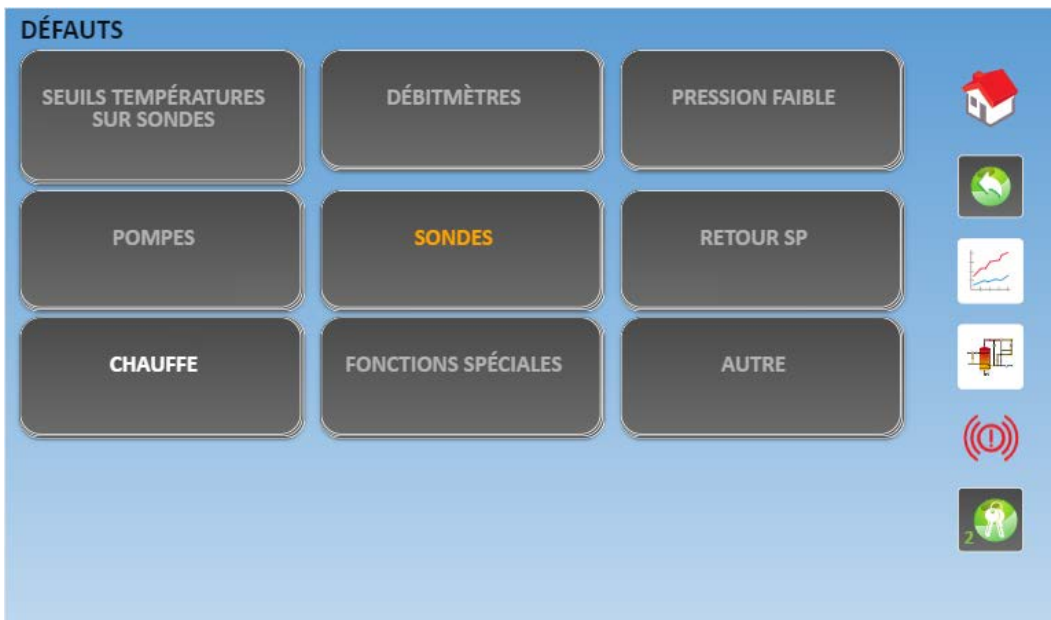 DÉFAUTS
SEUILS TEMPÉRATURES
SUR SONDES
DÉBITMÈTRES
PRESSION FAIBLE
POMPES
SONDES
RETOUR SP
CHAUFFE
FONCTIONS SPÉCIALES
AUTRE
2